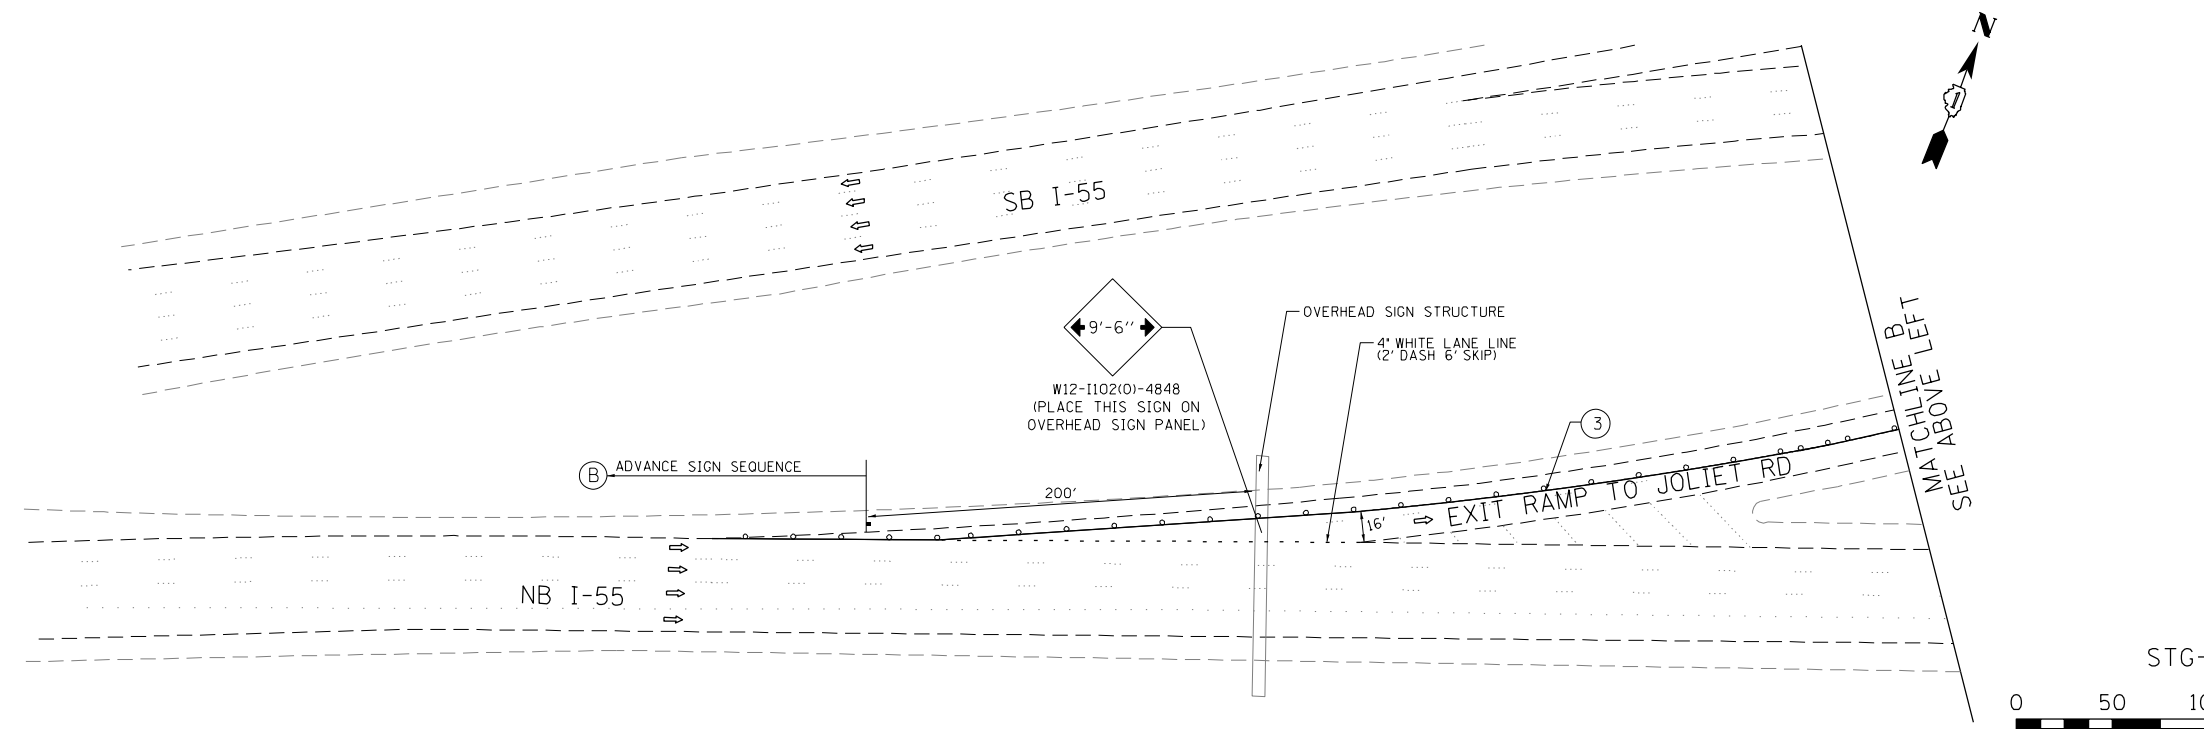 N
SB I-55
9'-6"
OVERHEAD SIGN STRUCTURE
4" WHITE LANE LINE
(2' DASH 6' SKIP)
W12-I102(O)-4848
(PLACE THIS SIGN ON
OVERHEAD SIGN PANEL)
MATCHLINE B
SEE ABOVE LEFT
3
B
ADVANCE SIGN SEQUENCE
200'
16'
EXIT RAMP TO JOLIET RD
NB I-55
STG-
0 50 10